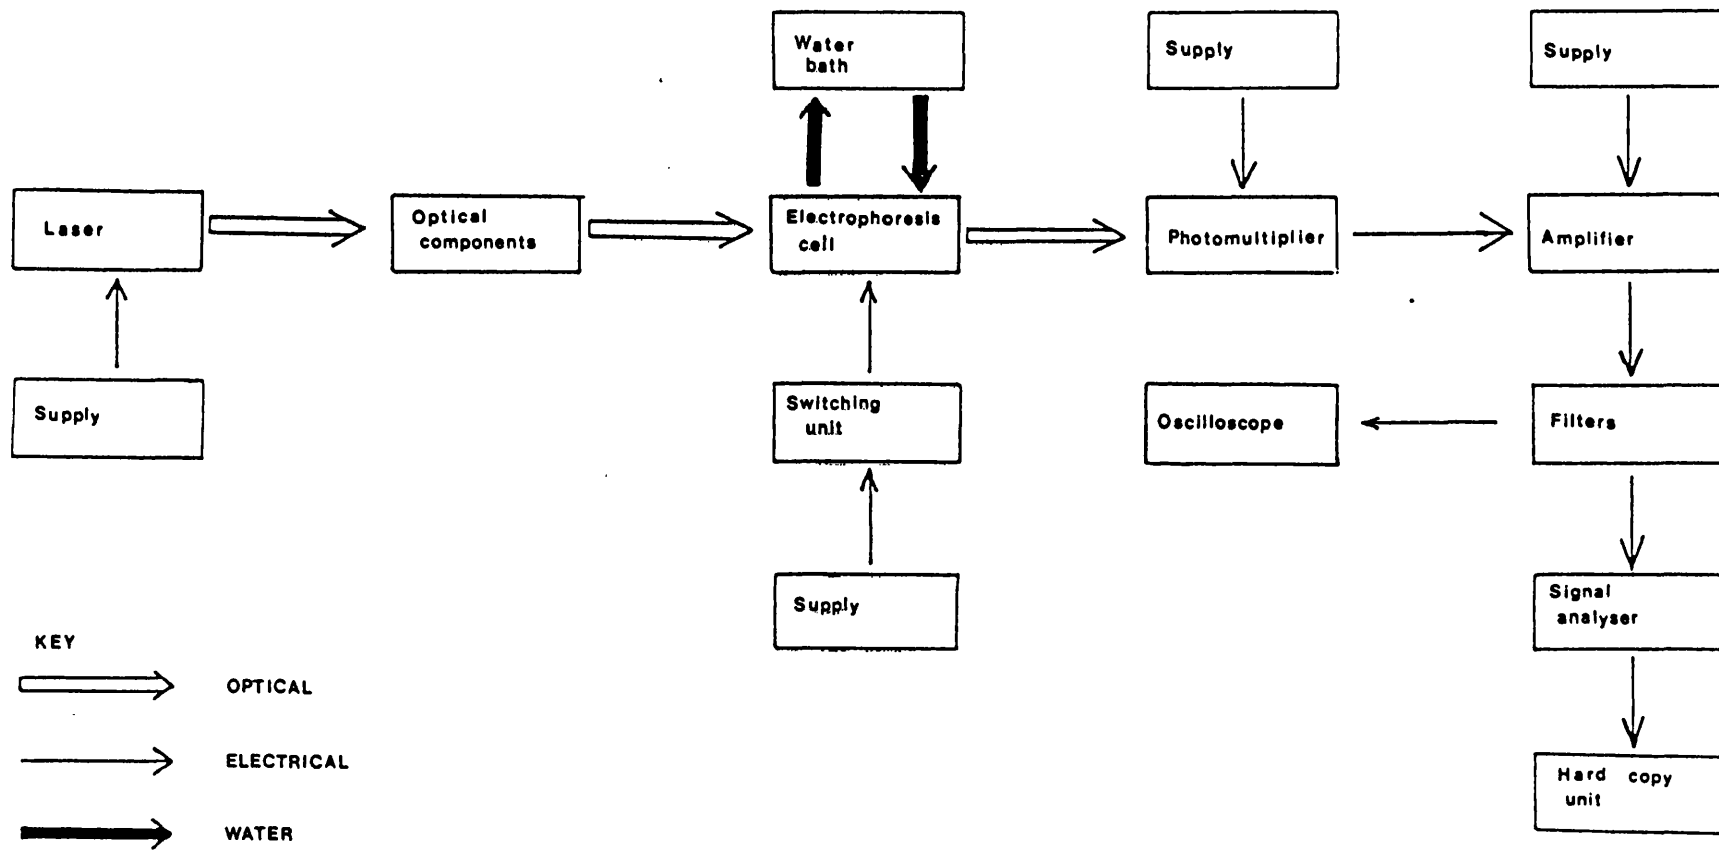 Water
bath
Supply
Supply
Laser
Optical
components
Electrophoresis
cell
Photomultiplier
Amplifier
Supply
Switching
unit
Oscilloscope
Filters
Supply
Signal
analyser
KEY
OPTICAL
ELECTRICAL
Hard copy
unit
WATER